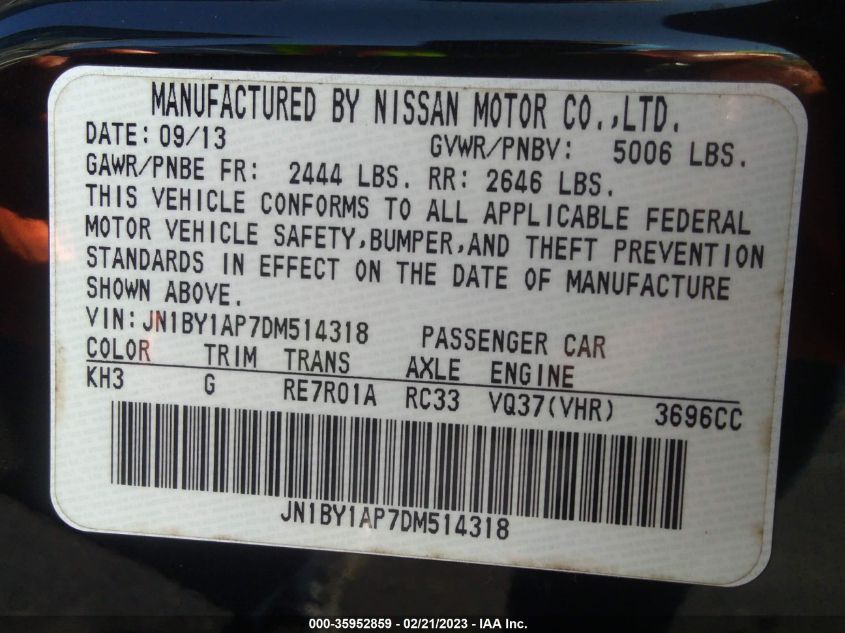 MANUFACTURED BY NISSAN MOTOR CO.,LTD.
DATE: 09/13 GVWR/PNBV: 5006 LBS.
GAWR/PNBE FR: 2444 LBS. RR: 2646 LBS.
THIS VEHICLE CONFORMS TO ALL APPLICABLE FEDERAL
MOTOR VEHICLE SAFETY,BUMPER,AND THEFT PREVENTION
STANDARDS IN EFFECT ON THE DATE OF MANUFACTURE
SHOWN ABOVE.
VIN:JN1BY1AP7DM514318 PASSENGER CAR
COLOR TRIM TRANS AXLE ENGINE
KH3 G RE7R01A RC33 VQ37(VHR) 3696CC
JN1BY1AP7DM514318
000-35952859 - 02/21/2023 - IAA Inc.